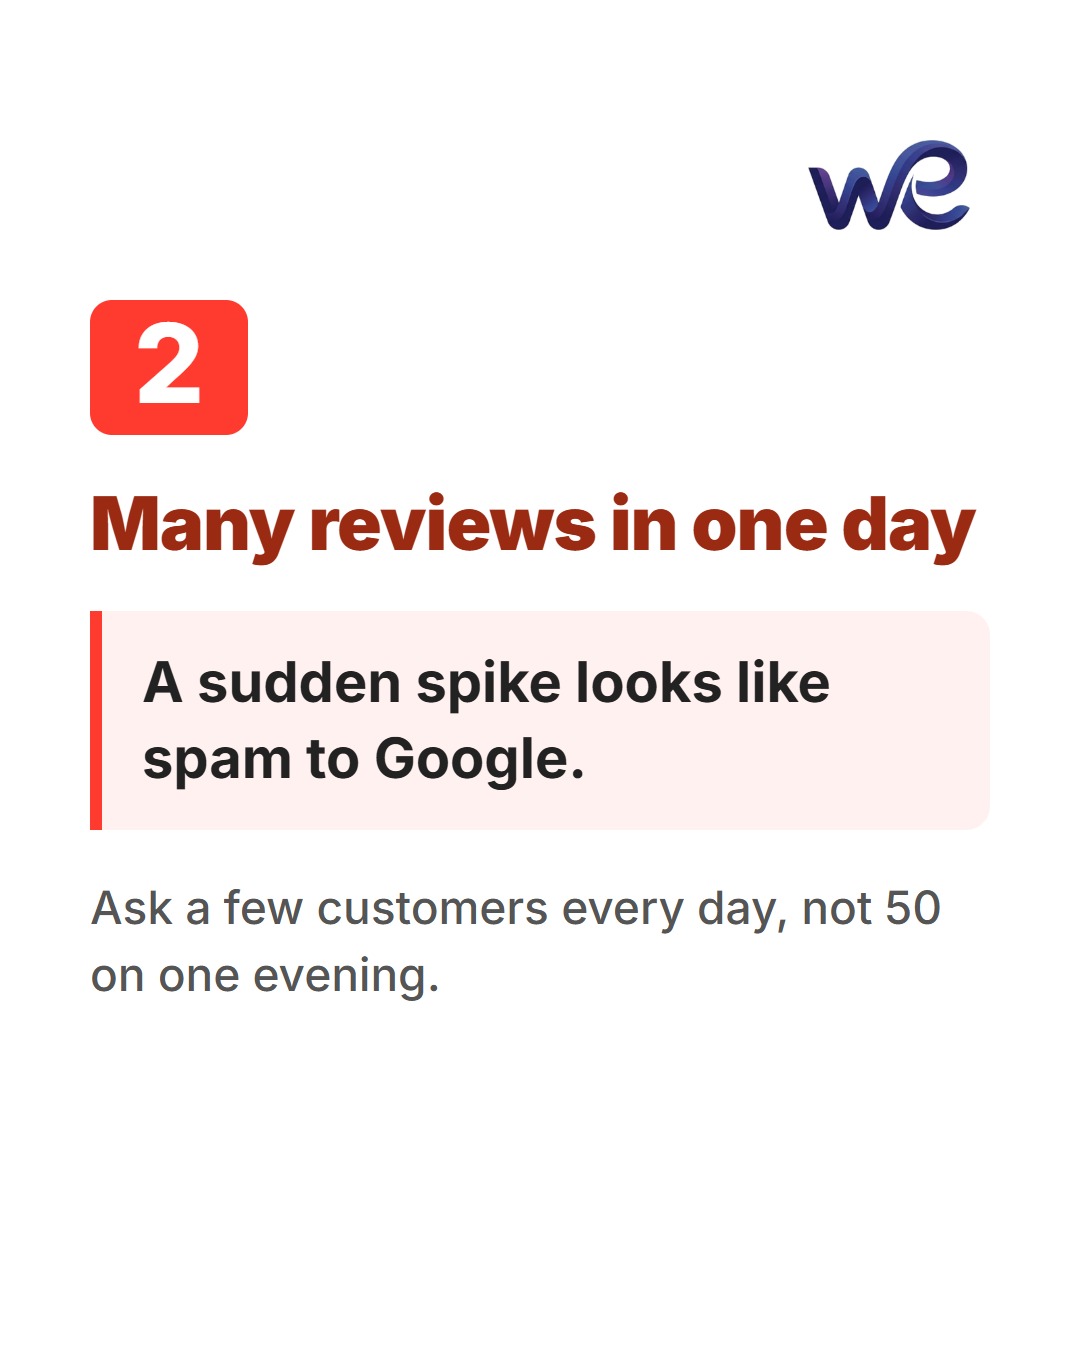 we
2
Many reviews in one day
A sudden spike looks like
spam to Google.
Ask a few customers every day, not 50
on one evening.